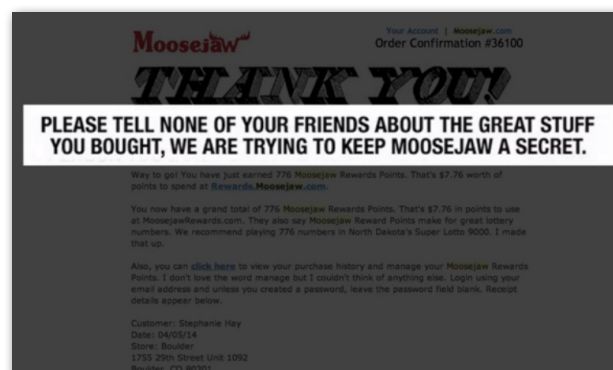 Moosejaw
Your Account | Moosejaw.com
Order Confirmation #36100
THANK YOU!
PLEASE TELL NONE OF YOUR FRIENDS ABOUT THE GREAT STUFF
YOU BOUGHT, WE ARE TRYING TO KEEP MOOSEJAW A SECRET.
Way to go! You have just earned 776 Moosejaw Rewards Points. That's $7.76 worth of
points to spend at Rewards.Moosejaw.com.
You now have a grand total of 776 Moosejaw Rewards Points. That's $7.76 in points to use
at MoosejawRewards.com. They also say Moosejaw Reward Points make for great lottery
numbers. We recommend playing 776 numbers in North Dakota's Super Lotto 9000. I made
that up.
Also, you can click here to view your purchase history and manage your Moosejaw Rewards
Points. I don't love the word manage but I couldn't think of anything else. Login using your
email address and unless you created a password, leave the password field blank. Receipt
details appear below.
Customer: Stephanie Hay
Date: 04/05/14
Store: Boulder
1755 29th Street Unit 1092
Boulder, CO 80301